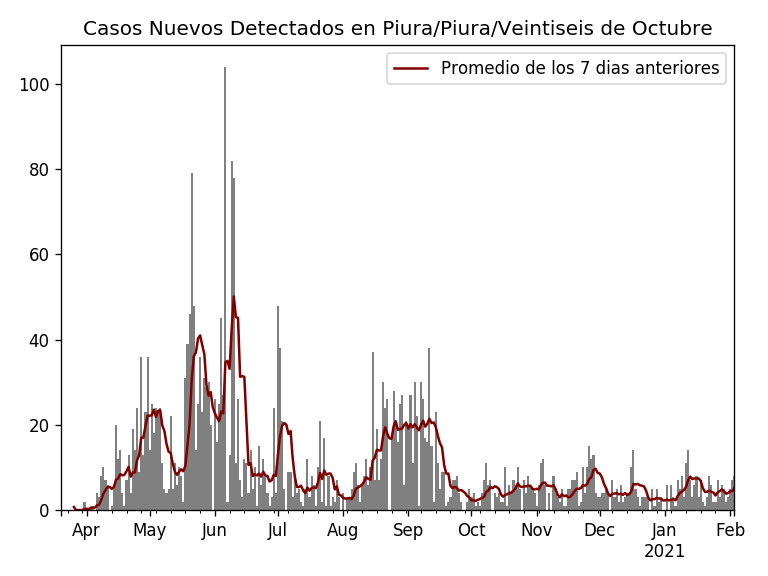 Casos Nuevos Detectados en Piura/Piura/Veintiseis de Octubre
Promedio de los 7 dias anteriores
100
80
60
40
20
0
Apr May Jun Jul Aug Sep Oct Nov Dec Jan Feb
2021